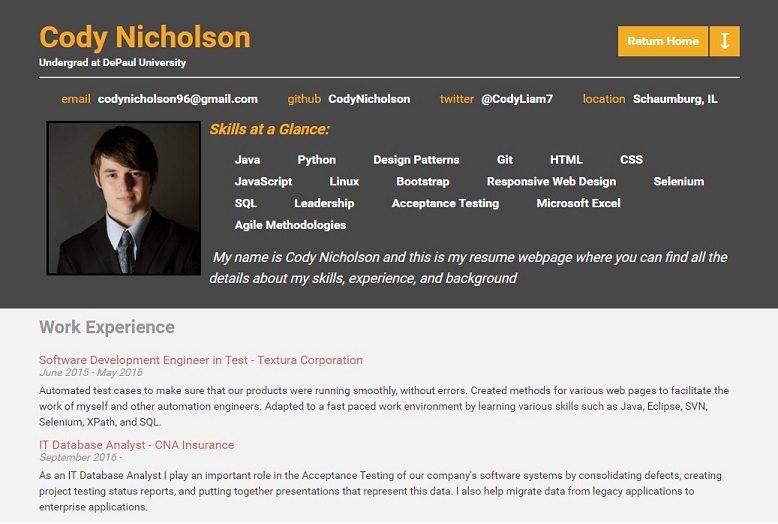 Cody Nicholson
Return Home
Undergrad at DePaul University
email codynicholson96@gmail.com github CodyNicholson twitter @CodyLiam7 location Schaumburg, IL
Skills at a Glance:
Java Python Design Patterns Git HTML CSS
JavaScript Linux Bootstrap Responsive Web Design Selenium
SQL Leadership Acceptance Testing Microsoft Excel
Agile Methodologies
My name is Cody Nicholson and this is my resume webpage where you can find all the
details about my skills, experience, and background
Work Experience
Software Development Engineer in Test - Textura Corporation
June 2015 - May 2016
Automated test cases to make sure that our products were running smoothly, without errors. Created methods for various web pages to facilitate the
work of myself and other automation engineers. Adapted to a fast paced work environment by learning various skills such as Java, Eclipse, SVN,
Selenium, XPath, and SQL.
IT Database Analyst - CNA Insurance
September 2016 -
As an IT Database Analyst I play an important role in the Acceptance Testing of our company's software systems by consolidating defects, creating
project testing status reports, and putting together presentations that represent this data. I also help migrate data from legacy applications to
enterprise applications.